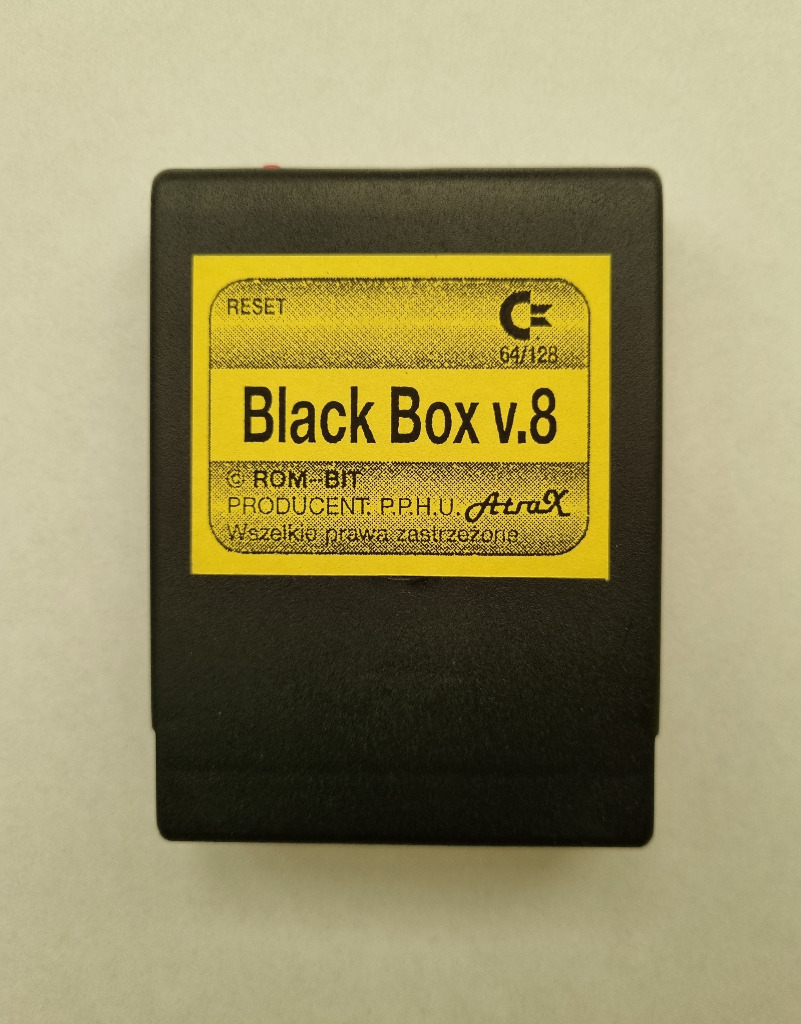 RESET
64/128
Black Box v.8
© ROM--BIT
PRODUCENT: P.P.H.U. AtraX
Wszelkie prawa zastrzeżone